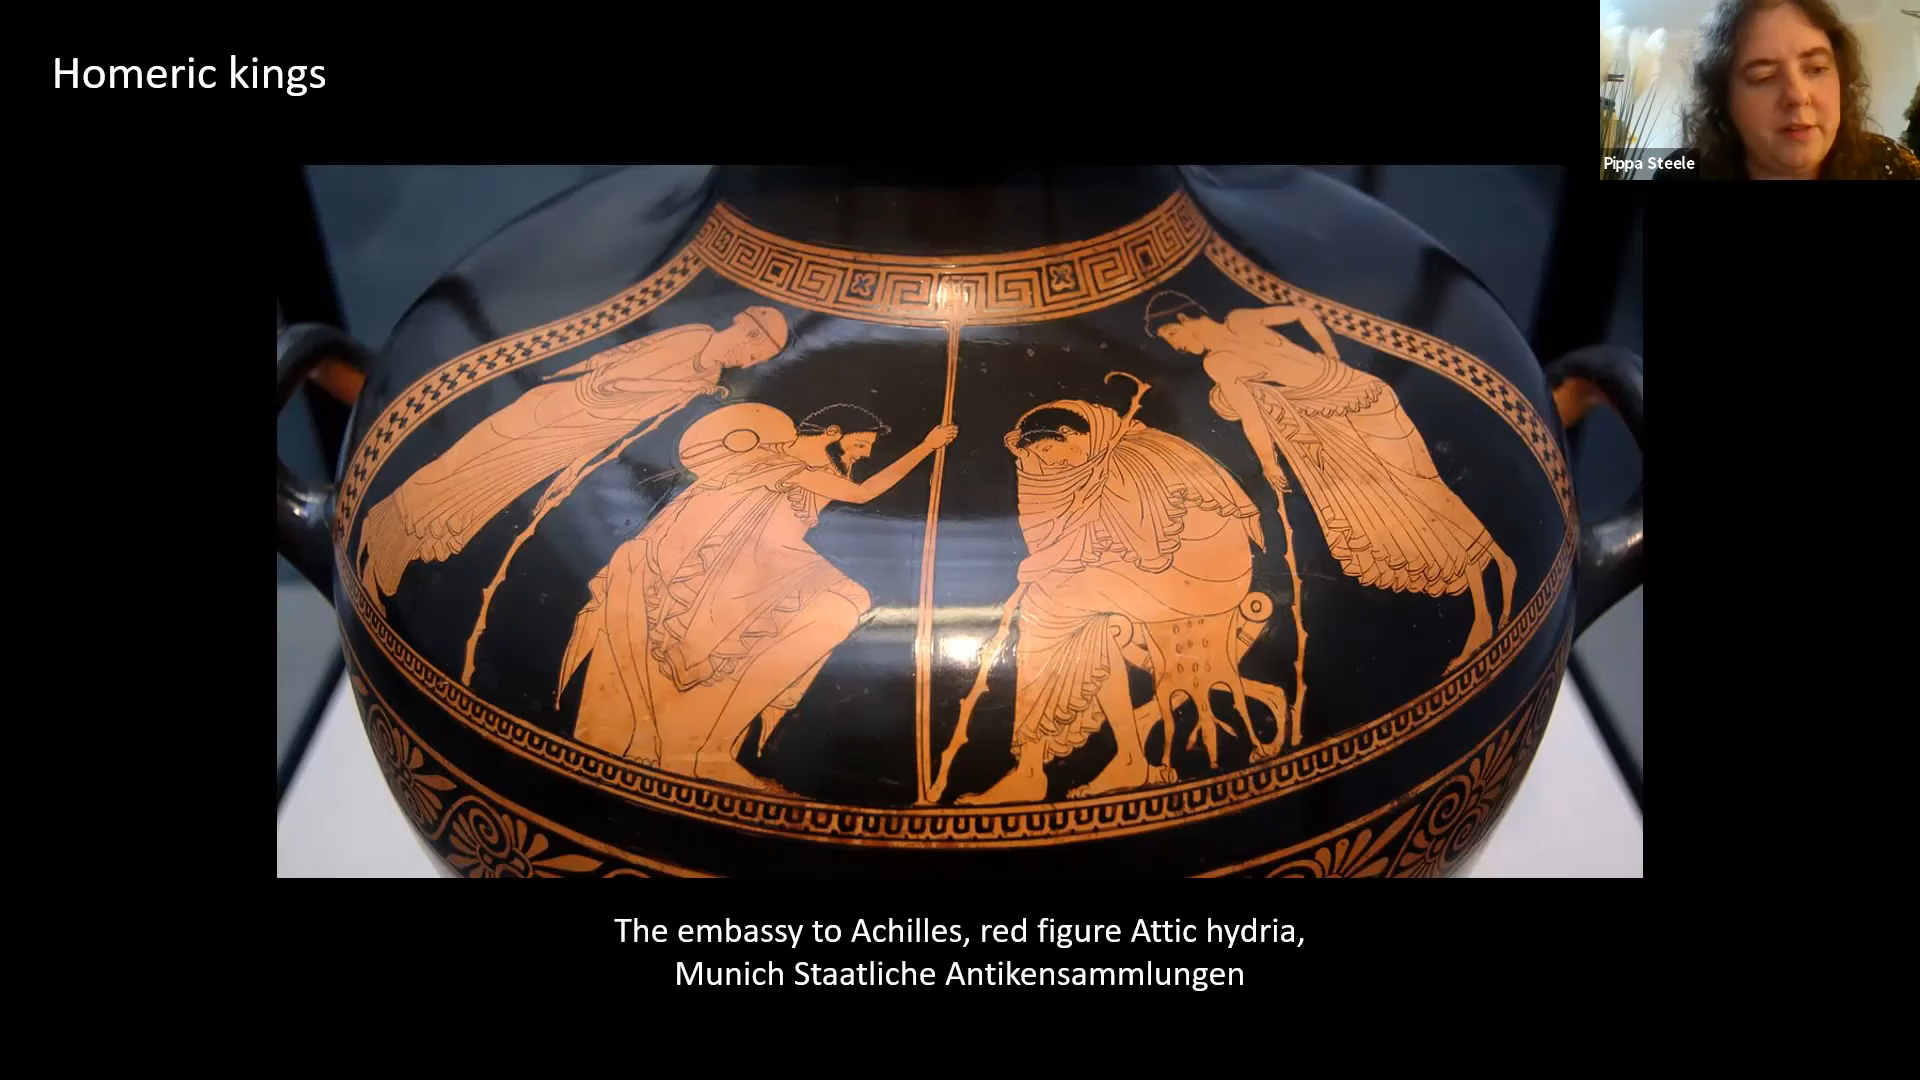 Homeric kings
Pippa Steele
The embassy to Achilles, red figure Attic hydria,
Munich Staatliche Antikensammlungen